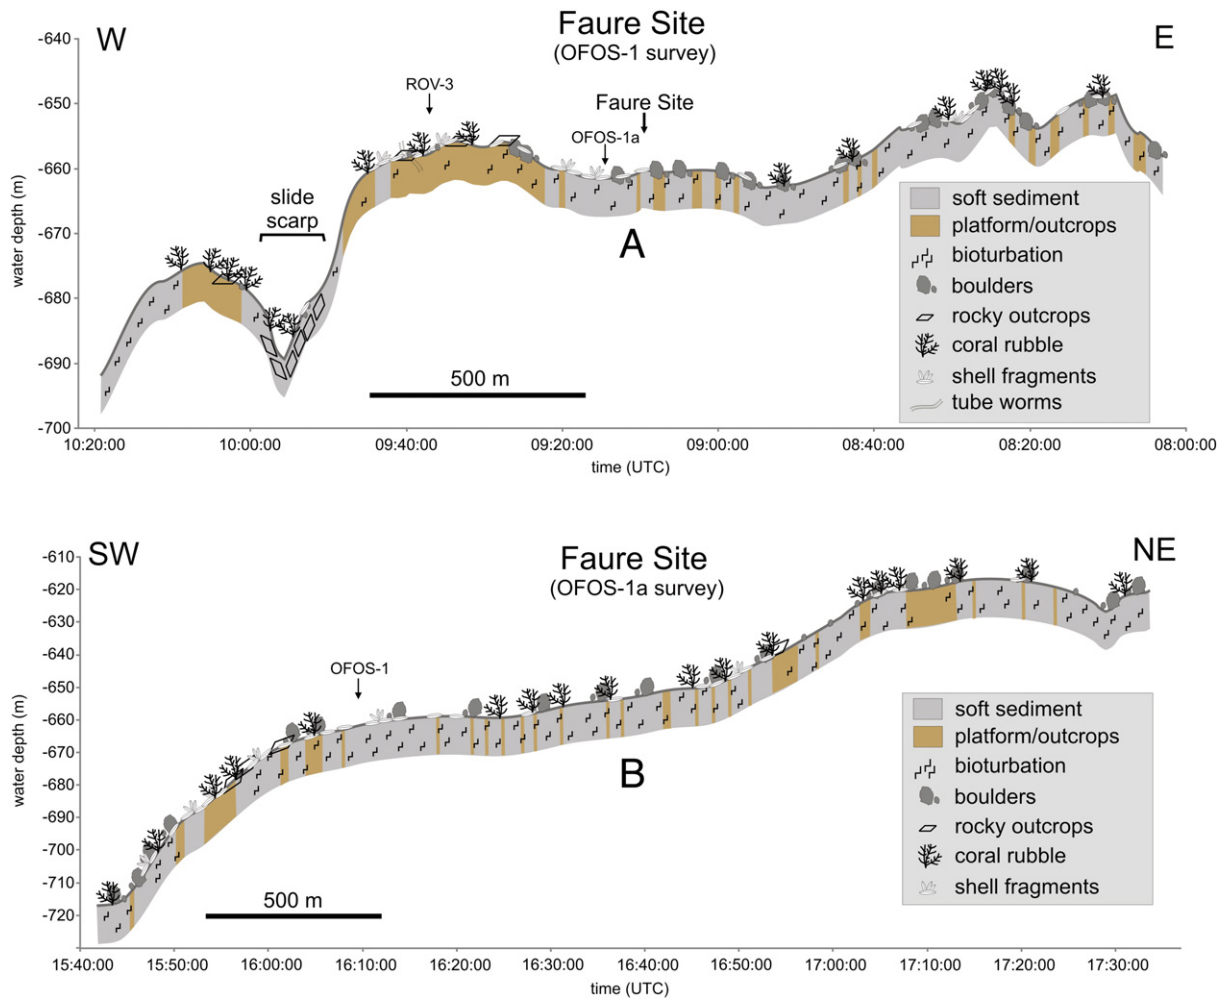 W
Faure Site
(OFOS-1 survey)
E
-640
-650
-660
-670
-680
-690
-700
water depth (m)
ROV-3
Faure Site
OFOS-1a
slide
scarp
A
500 m
soft sediment
platform/outcrops
bioturbation
boulders
rocky outcrops
coral rubble
shell fragments
tube worms
10:20:00 10:00:00 09:40:00 09:20:00 09:00:00 08:40:00 08:20:00 08:00:00
time (UTC)
SW
Faure Site
(OFOS-1a survey)
NE
-610
-620
-630
-640
-650
-660
-670
-680
-690
-700
-710
-720
water depth (m)
OFOS-1
B
500 m
soft sediment
platform/outcrops
bioturbation
boulders
rocky outcrops
coral rubble
shell fragments
15:40:00 15:50:00 16:00:00 16:10:00 16:20:00 16:30:00 16:40:00 16:50:00 17:00:00 17:10:00 17:20:00 17:30:00
time (UTC)